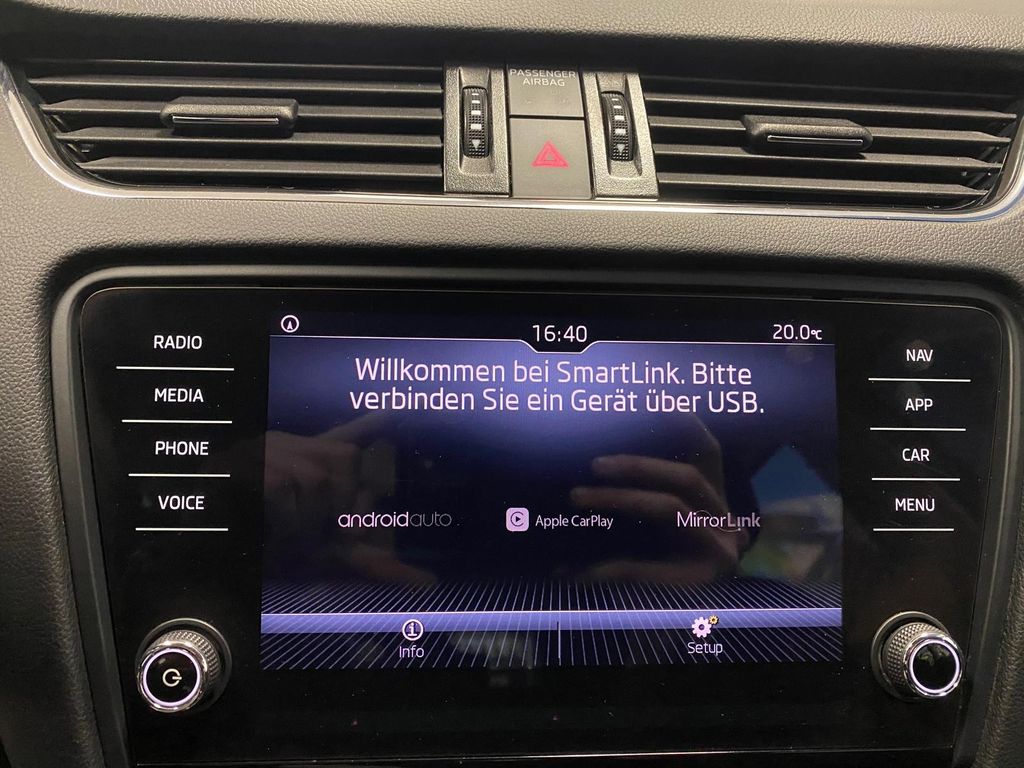 PASSENGER
AIRBAG
16:40
20.0°C
RADIO
MEDIA
PHONE
VOICE
Willkommen bei SmartLink. Bitte
verbinden Sie ein Gerät über USB.
androidauto
Apple CarPlay
MirrorLink
Info
Setup
NAV
APP
CAR
MENU